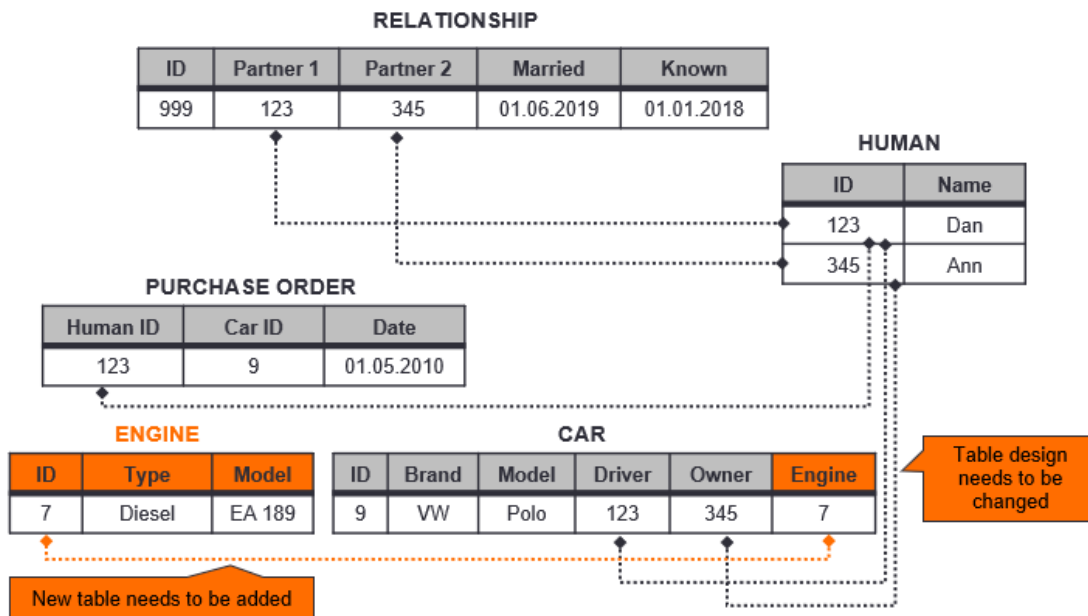 RELATIONSHIP
ID Partner 1 Partner 2 Married Known
999 123 345 01.06.2019 01.01.2018
HUMAN
ID Name
123 Dan
345 Ann
PURCHASE ORDER
Human ID Car ID Date
123 9 01.05.2010
ENGINE
ID Type Model
7 Diesel EA 189
CAR
ID Brand Model Driver Owner Engine
9 VW Polo 123 345 7
Table design
needs to be
changed
New table needs to be added